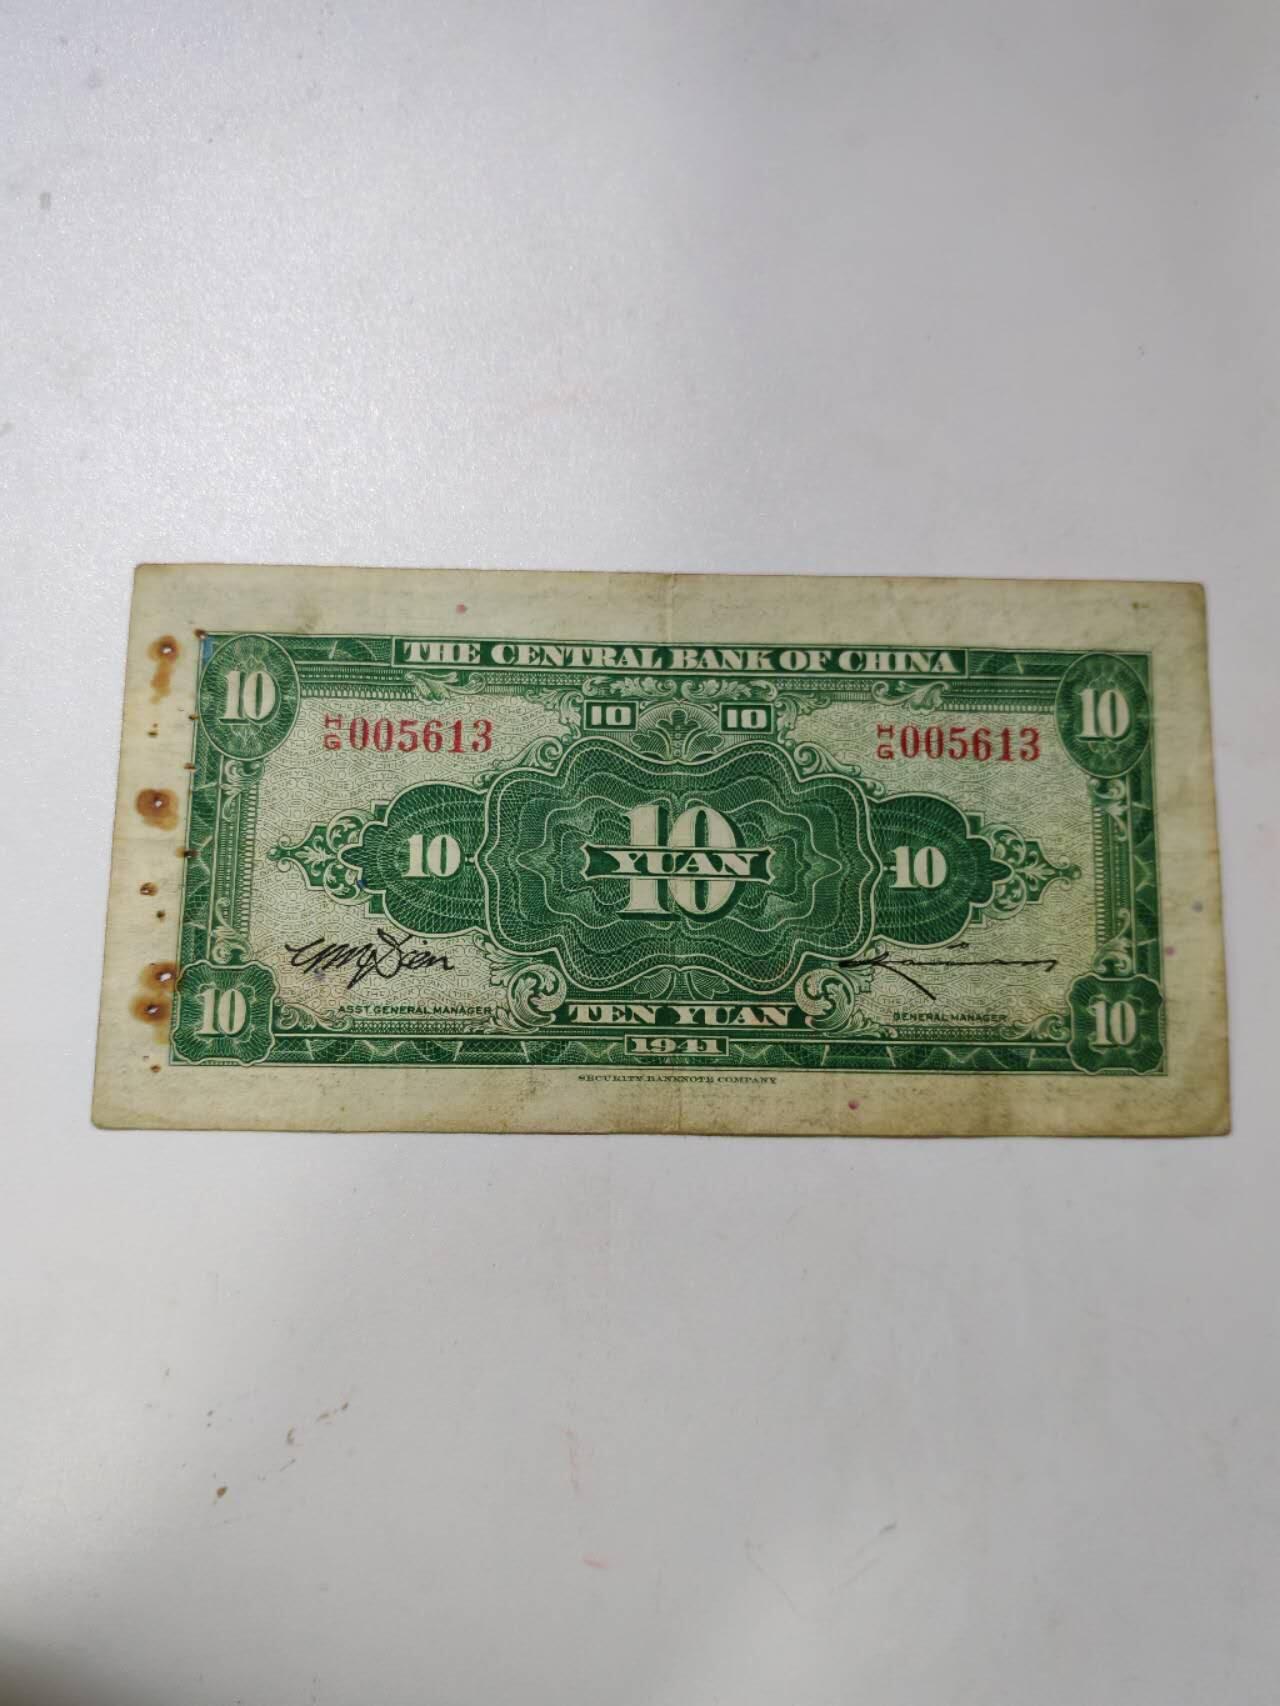 THE CENTRAL BANK OF CHINA
10 10 10 10
H/G 005613 H/G 005613
10 10 YUAN 10
10 ASST. GENERAL MANAGER TEN YUAN GENERAL MANAGER 10
1941
SECURITY BANKNOTE COMPANY